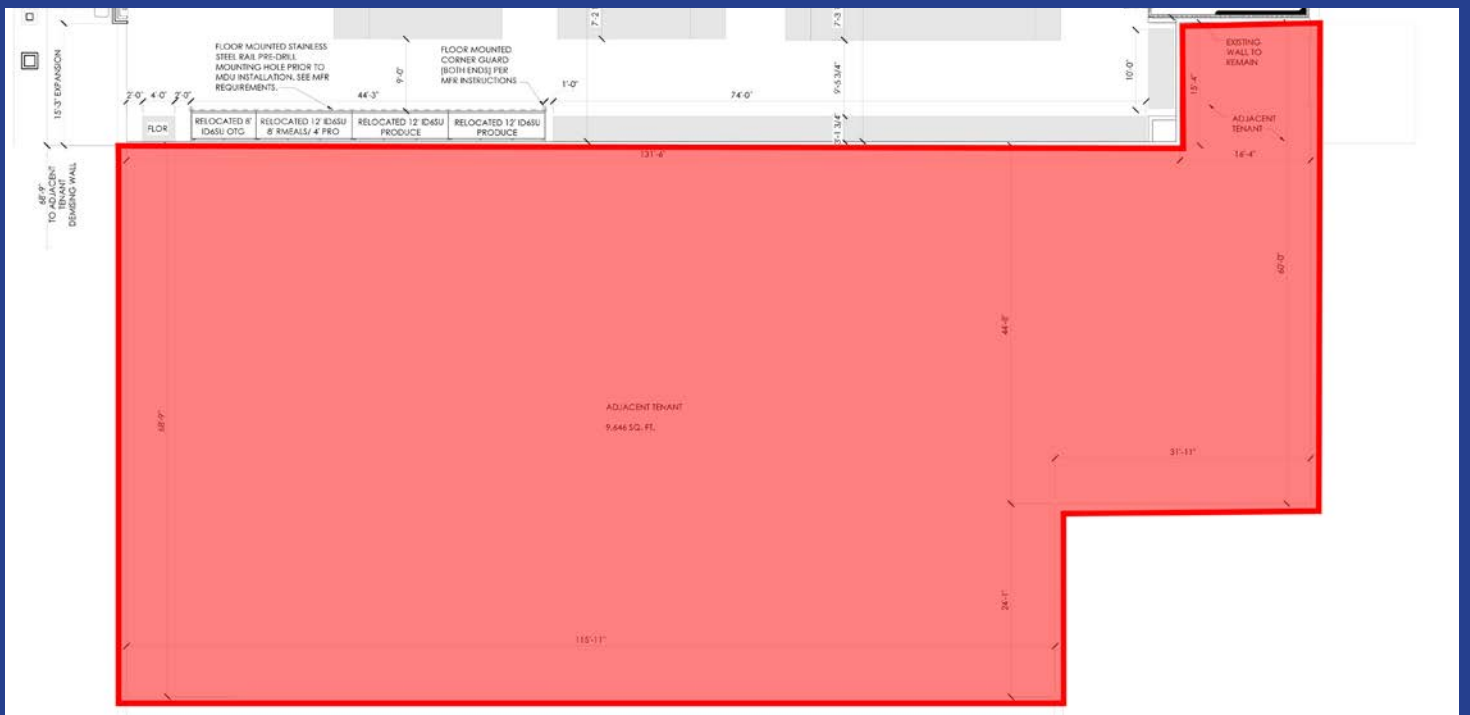 7'-2
7'-3
FLOOR MOUNTED STAINLESS
STEEL RAIL PRE-DRILL
MOUNTING HOLE PRIOR TO
MDU INSTALLATION. SEE MFR
REQUIREMENTS.
FLOOR MOUNTED
CORNER GUARD
(BOTH ENDS) PER
MFR INSTRUCTIONS
EXISTING
WALL TO
REMAIN
15'-3" EXPANSION
9'-0"
9'-5 3/4"
10'-0"
15'-4"
2'-0" 4'-0" 2'-0"
44'-3"
1'-0"
74'-0"
FLOR
RELOCATED 8'
ID6SU OTG
RELOCATED 12' ID6SU
8' RMEALS/ 4' PRO
RELOCATED 12' ID6SU
PRODUCE
RELOCATED 12' ID6SU
PRODUCE
ADJACENT
TENANT
131'-6"
16'-4"
68'-9"
TO ADJACENT
TENANT
DEMISING WALL
60'-0"
44'-8"
68'-9"
ADJACENT TENANT
9,646 SQ. FT.
31'-11"
24'-1"
115'-11"